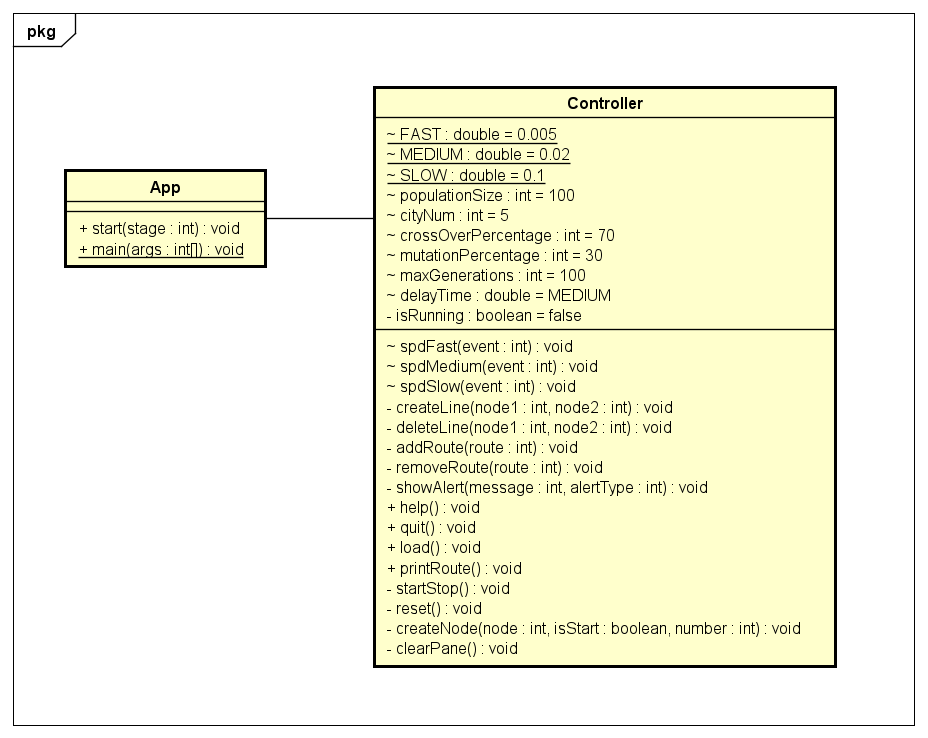 pkg
App
+ start(stage : int) : void
+ main(args : int[]) : void
Controller
~ FAST : double = 0.005
~ MEDIUM : double = 0.02
~ SLOW : double = 0.1
~ populationSize : int = 100
~ cityNum : int = 5
~ crossOverPercentage : int = 70
~ mutationPercentage : int = 30
~ maxGenerations : int = 100
~ delayTime : double = MEDIUM
- isRunning : boolean = false
~ spdFast(event : int) : void
~ spdMedium(event : int) : void
~ spdSlow(event : int) : void
- createLine(node1 : int, node2 : int) : void
- deleteLine(node1 : int, node2 : int) : void
- addRoute(route : int) : void
- removeRoute(route : int) : void
- showAlert(message : int, alertType : int) : void
+ help() : void
+ quit() : void
+ load() : void
+ printRoute() : void
- startStop() : void
- reset() : void
- createNode(node : int, isStart : boolean, number : int) : void
- clearPane() : void